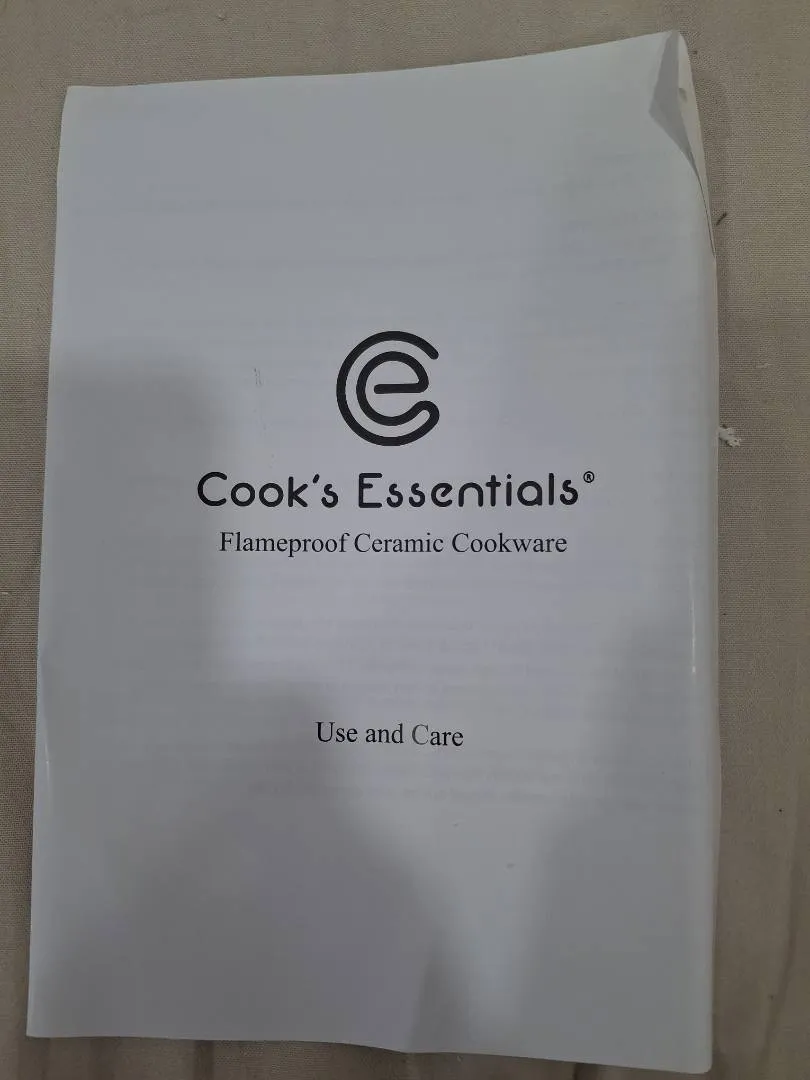 Cook's Essentials®
Flameproof Ceramic Cookware
Use and Care